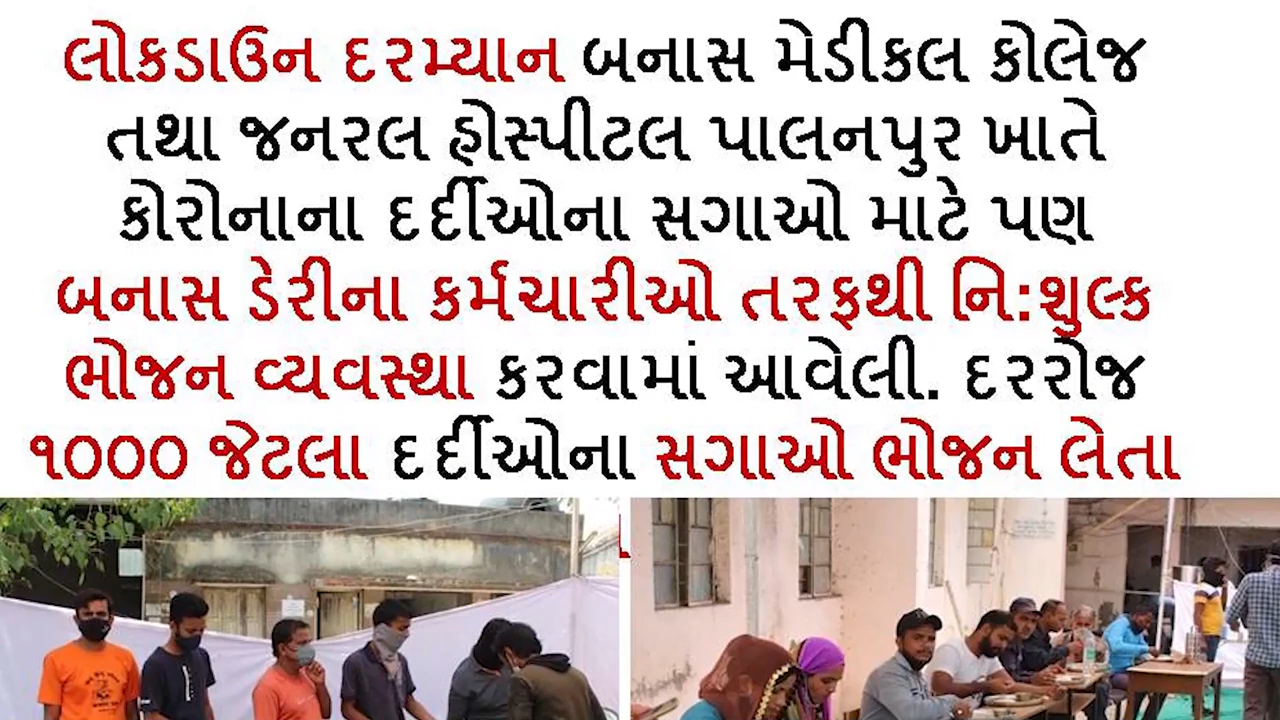 લોકડાઉન દરમ્યાન બનાસ મેડીકલ કોલેજ
તથા જનરલ હોસ્પીટલ પાલનપુર ખાતે
કોરોનાના દર્દીઓના સગાઓ માટે પણ
બનાસ ડેરીના કર્મચારીઓ તરફથી નિ:શુલ્ક
ભોજન વ્યવસ્થા કરવામાં આવેલી. દરરોજ
૧૦૦૦ જેટલા દર્દીઓના સગાઓ ભોજન લેતા